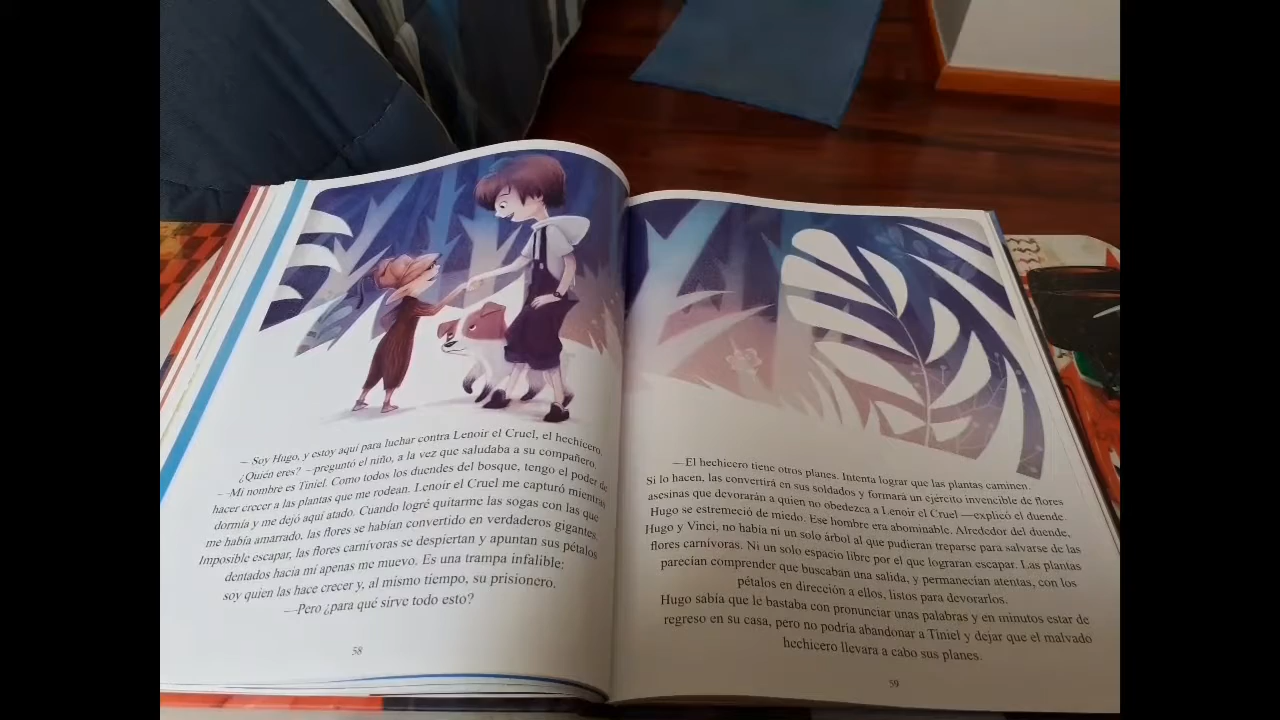 — Soy Hugo, y estoy aquí para luchar contra Lenoir el Cruel, el hechicero.
¿Quién eres? –preguntó el niño, a la vez que saludaba a su compañero.
—Mi nombre es Tiniel. Como todos los duendes del bosque, tengo el poder de
hacer crecer a las plantas que me rodean. Lenoir el Cruel me capturó mientras
dormía y me dejó aquí atado. Cuando logré quitarme las sogas con las que
me había amarrado, las flores se habían convertido en verdaderos gigantes.
Imposible escapar, las flores carnívoras se despiertan y apuntan sus pétalos
dentados hacia mí apenas me muevo. Es una trampa infalible:
soy quien las hace crecer y, al mismo tiempo, su prisionero.
—Pero ¿para qué sirve todo esto?
58
—El hechicero tiene otros planes. Intenta lograr que las plantas caminen.
Si lo hacen, las convertirá en sus soldados y formará un ejército invencible de flores
asesinas que devorarán a quien no obedezca a Lenoir el Cruel —explicó el duende.
Hugo se estremeció de miedo. Ese hombre era abominable. Alrededor del duende,
Hugo y Vinci, no había ni un solo árbol al que pudieran treparse para salvarse de las
flores carnívoras. Ni un solo espacio libre por el que lograran escapar. Las plantas
parecían comprender que buscaban una salida, y permanecían atentas, con los
pétalos en dirección a ellos, listos para devorarlos.
Hugo sabía que le bastaba con pronunciar unas palabras y en minutos estar de
regreso en su casa, pero no podría abandonar a Tiniel y dejar que el malvado
hechicero llevara a cabo sus planes.
59